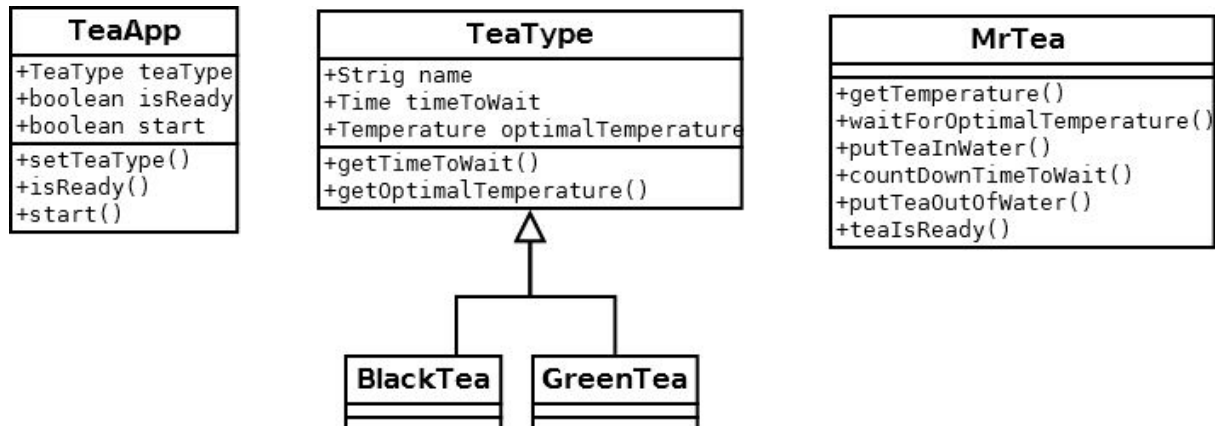 TeaApp
+TeaType teaType
+boolean isReady
+boolean start
+setTeaType()
+isReady()
+start()
TeaType
+Strig name
+Time timeToWait
+Temperature optimalTemperature
+getTimeToWait()
+getOptimalTemperature()
BlackTea
GreenTea
MrTea
+getTemperature()
+waitForOptimalTemperature()
+putTeaInWater()
+countDownTimeToWait()
+putTeaOutOfWater()
+teaIsReady()